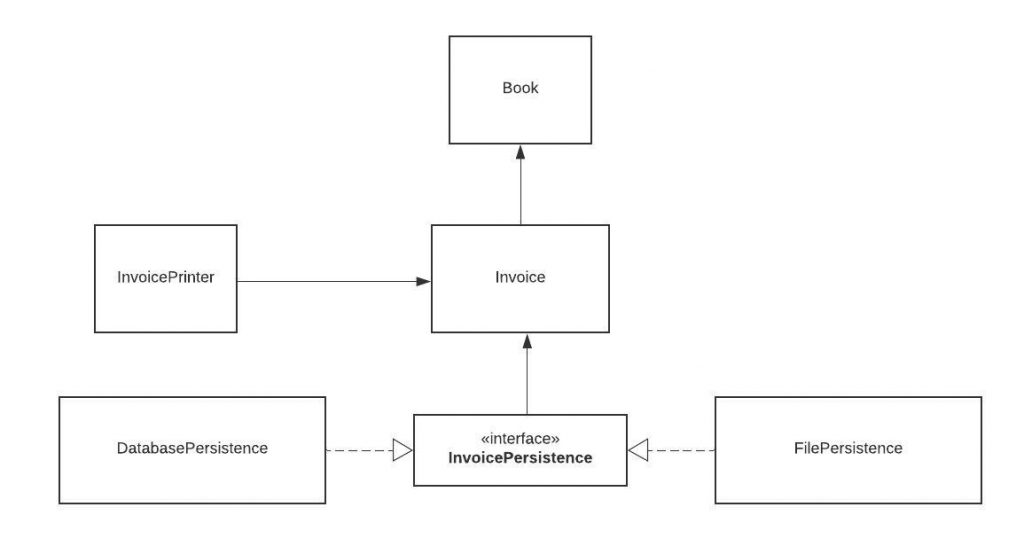 Book
InvoicePrinter
Invoice
DatabasePersistence
«interface»
InvoicePersistence
FilePersistence